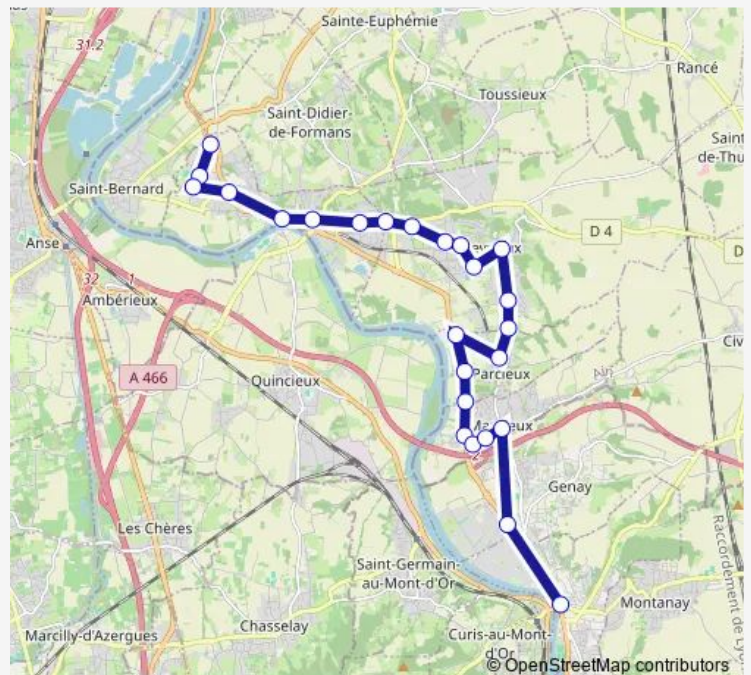 Sainte-Euphémie
31.2
Rancé
Toussieux
Saint-Didier-
de-Formans
Saint
de-Thu
Saint-Bernard
D 4
Anse
32
1
Ambérieux
Civ
A 466
Quincieux
Parcieux
Genay
Les Chères
Saint-Germain-
au-Mont-d'Or
Raccordement de Lyo
Montanay
Chasselay
Marcilly-d'Azergues
Curis-au-Mont-
d'Or
© OpenStreetMap contributors